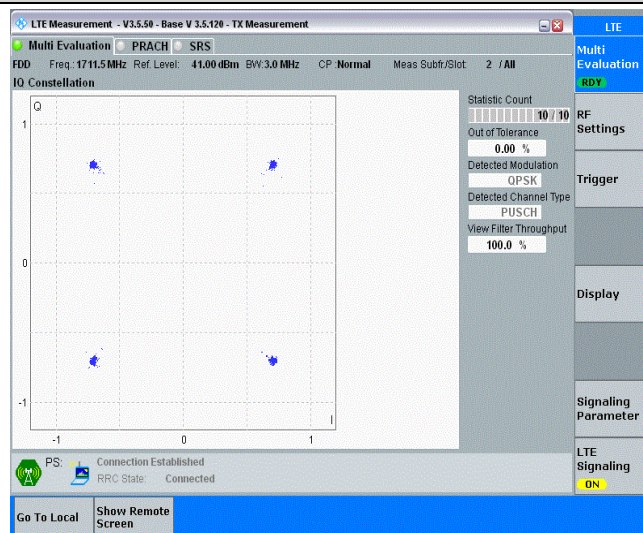 LTE Measurement - V3.5.50 - Base V 3.5.120 - TX Measurement
LTE
Multi Evaluation PRACH SRS
FDD Freq.: 1711.5 MHz Ref. Level: 41.00 dBm BW: 3.0 MHz CP : Normal Meas Subfr./Slot: 2 / All
IQ Constellation
Q
1
0
-1
I
-1 0 1
Statistic Count
10 / 10
Out of Tolerance
0.00 %
Detected Modulation
QPSK
Detected Channel Type
PUSCH
View Filter Throughput
100.0 %
PS: Connection Established
RRC State: Connected
Multi
Evaluation
RDY
RF
Settings
Trigger
Display
Signaling
Parameter
LTE
Signaling
ON
Go To Local
Show Remote
Screen